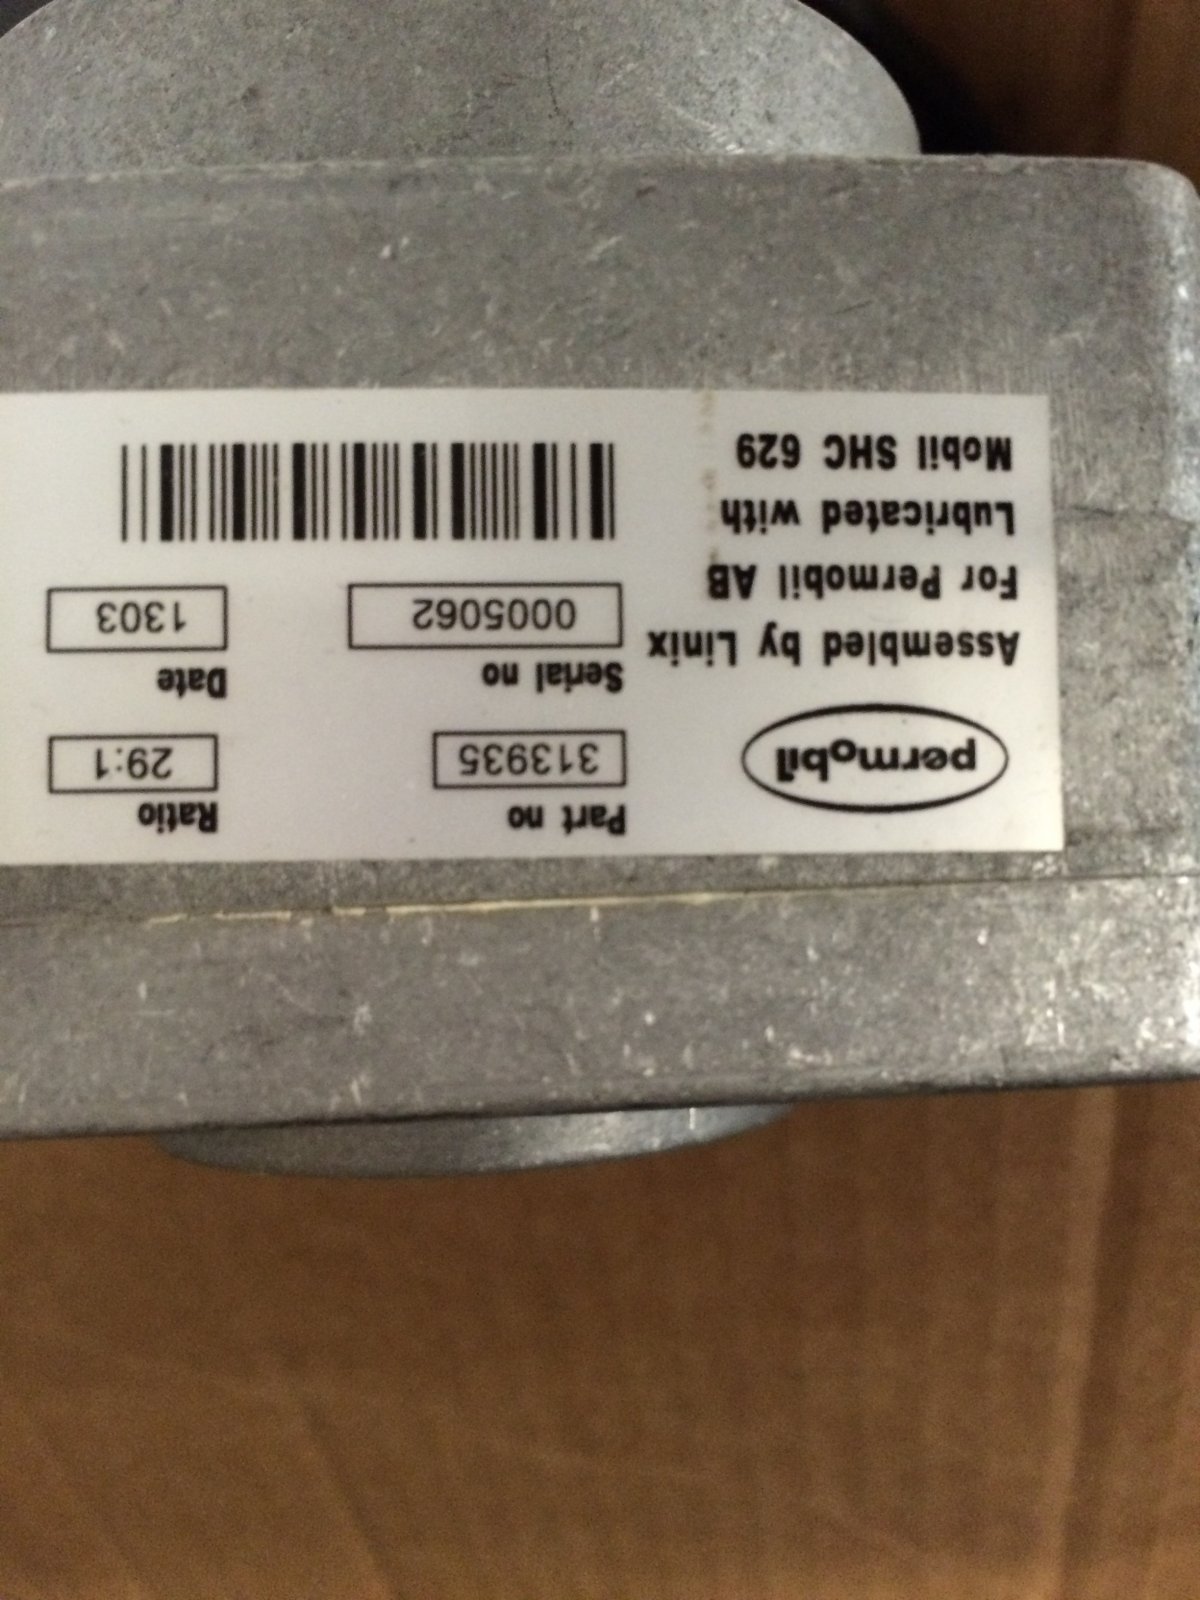 permobil
Assembled by Linix
For Permobil AB
Lubricated with
Mobil SHC 629
Part no
313935
Ratio
29:1
Serial no
0005062
Date
1303